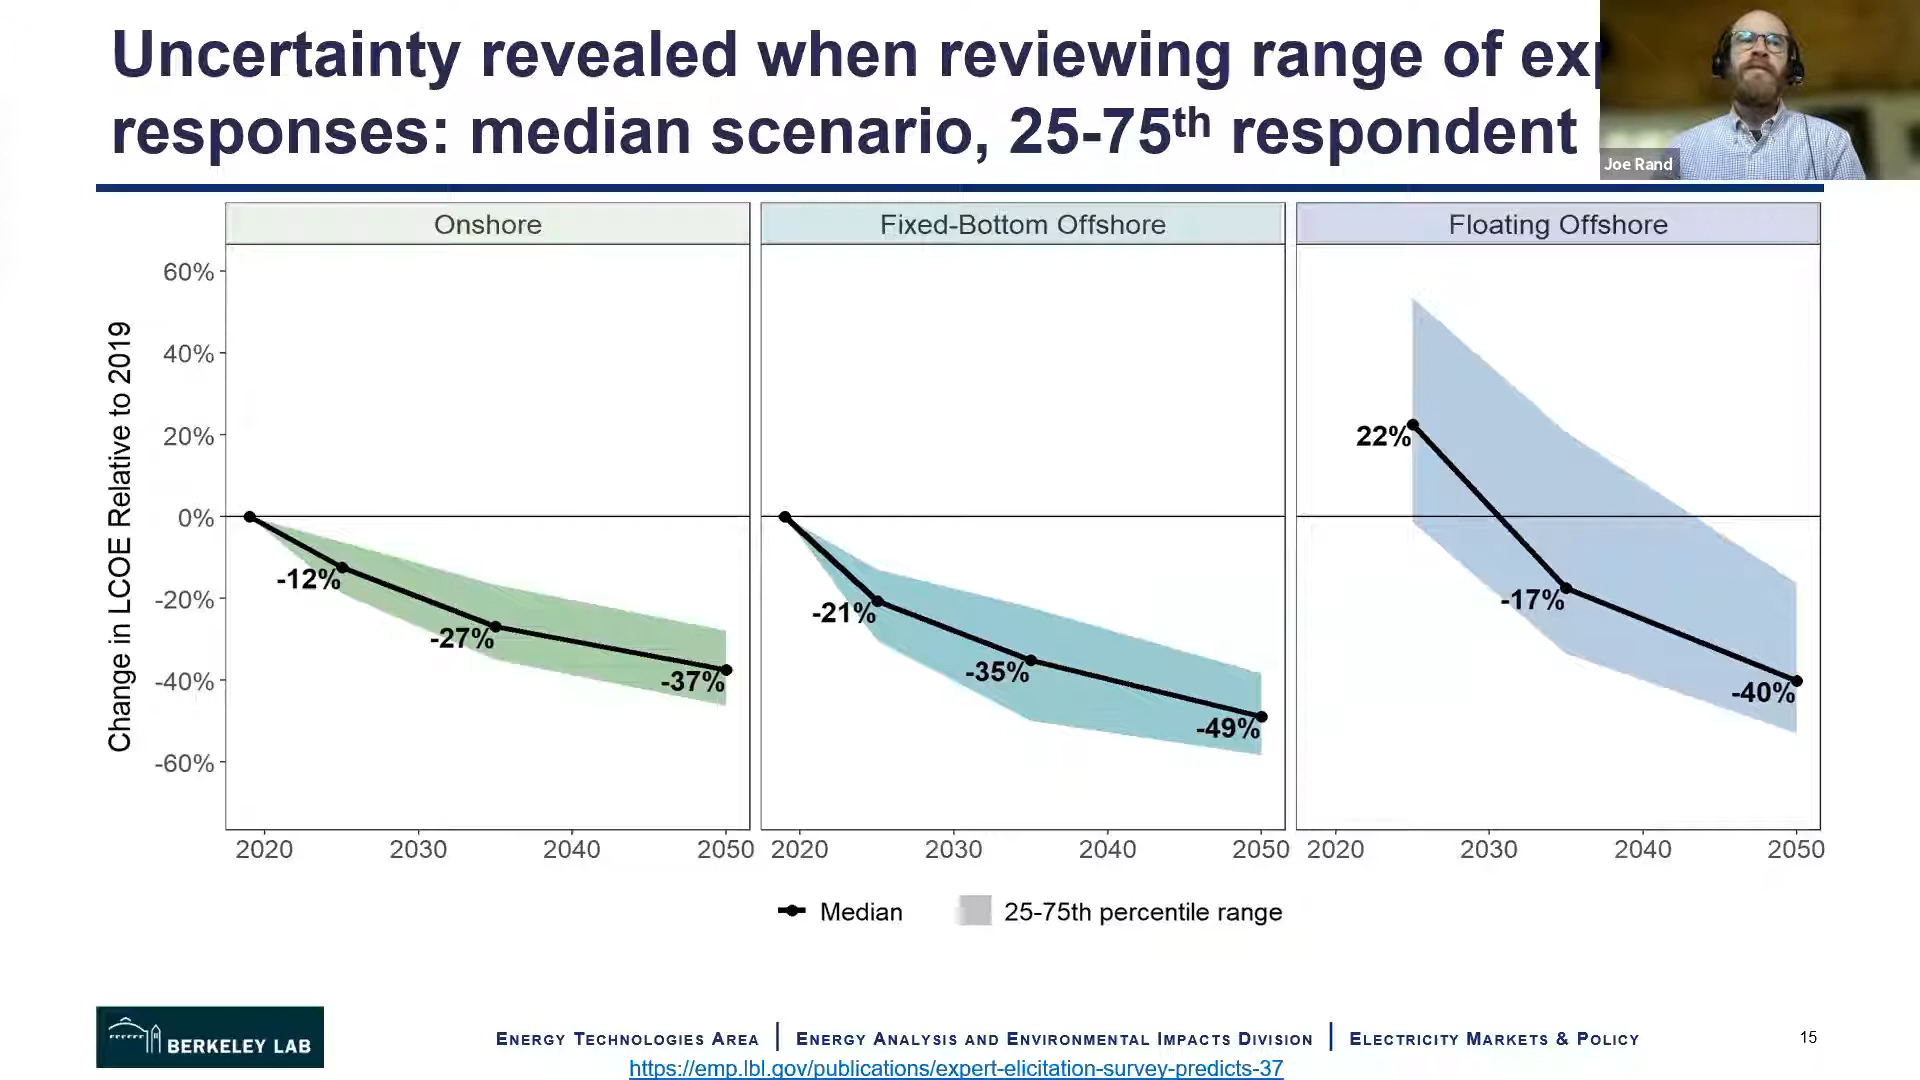 Uncertainty revealed when reviewing range of
responses: median scenario, 25-75th respondent
Joe Rand
Onshore
Fixed-Bottom Offshore
Floating Offshore
Change in LCOE Relative to 2019
60%
40%
20%
0%
-20%
-40%
-60%
-12%
-27%
-37%
-21%
-35%
-49%
22%
-17%
-40%
2020 2030 2040 2050 2020 2030 2040 2050 2020 2030 2040 2050
Median 25-75th percentile range
BERKELEY LAB
ENERGY TECHNOLOGIES AREA | ENERGY ANALYSIS AND ENVIRONMENTAL IMPACTS DIVISION | ELECTRICITY MARKETS & POLICY
15
https://emp.lbl.gov/publications/expert-elicitation-survey-predicts-37